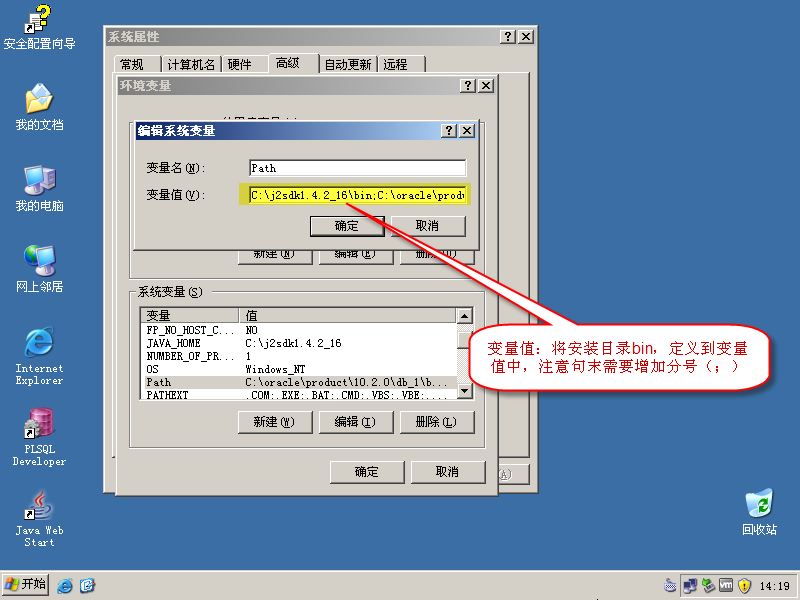 安全配置向导
我的文档
我的电脑
网上邻居
Internet
Explorer
PLSQL
Developer
Java Web
Start
系统属性
常规
计算机名
硬件
高级
自动更新
远程
环境变量
编辑系统变量
变量名(N):
Path
变量值(V):
C:\j2sdk1.4.2_16\bin;C:\oracle\produ
确定
取消
新建(N)
编辑(E)
删除(D)
系统变量(S)
变量 值
FP_NO_HOST_C... NO
JAVA_HOME C:\j2sdk1.4.2_16
NUMBER_OF_PR... 1
OS Windows_NT
Path C:\oracle\product\10.2.0\db_1\b...
PATHEXT .COM;.EXE;.BAT;.CMD;.VBS;.VBE;....
新建(W)
编辑(I)
删除(L)
确定
取消
(A)
变量值：将安装目录bin，定义到变量
值中，注意句末需要增加分号（；）
回收站
开始
14:19